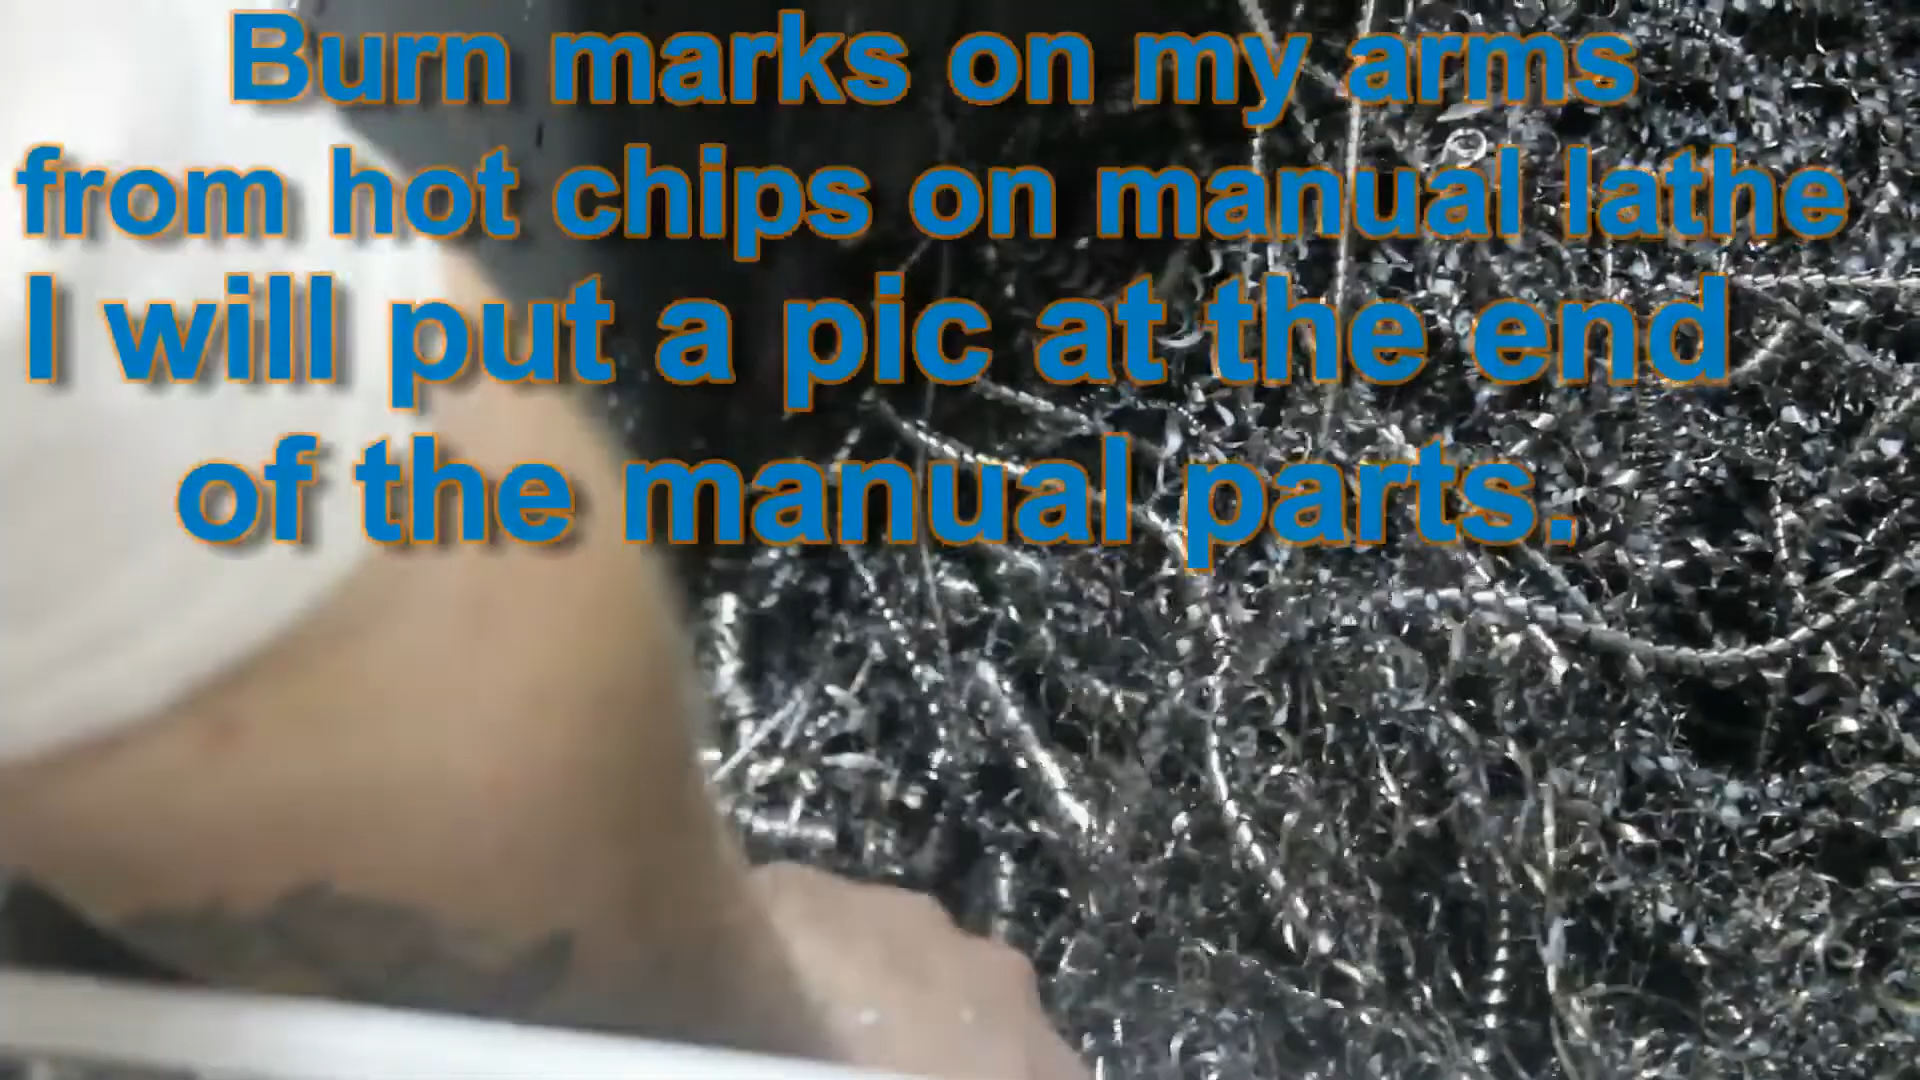 Burn marks on my arms
from hot chips on manual lathe
I will put a pic at the end
of the manual parts.